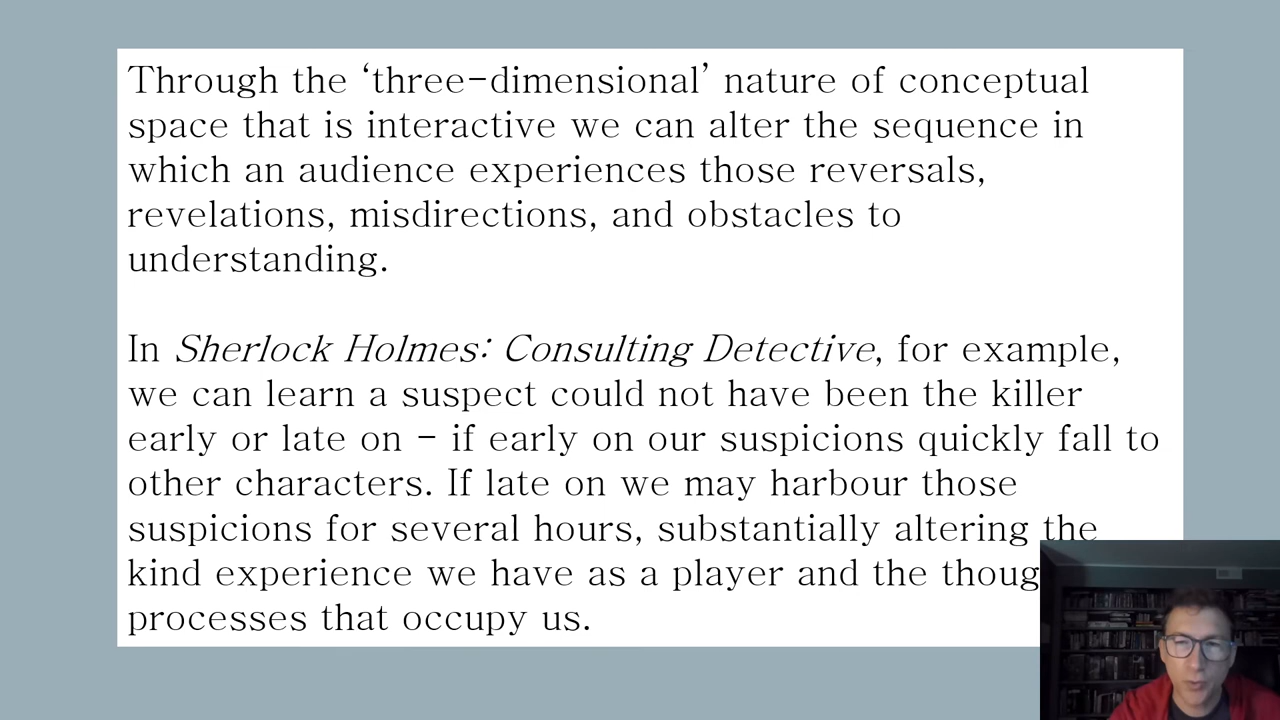 Through the ‘three-dimensional’ nature of conceptual
space that is interactive we can alter the sequence in
which an audience experiences those reversals,
revelations, misdirections, and obstacles to
understanding.
In Sherlock Holmes: Consulting Detective, for example,
we can learn a suspect could not have been the killer
early or late on – if early on our suspicions quickly fall to
other characters. If late on we may harbour those
suspicions for several hours, substantially altering the
kind experience we have as a player and the thoug
processes that occupy us.